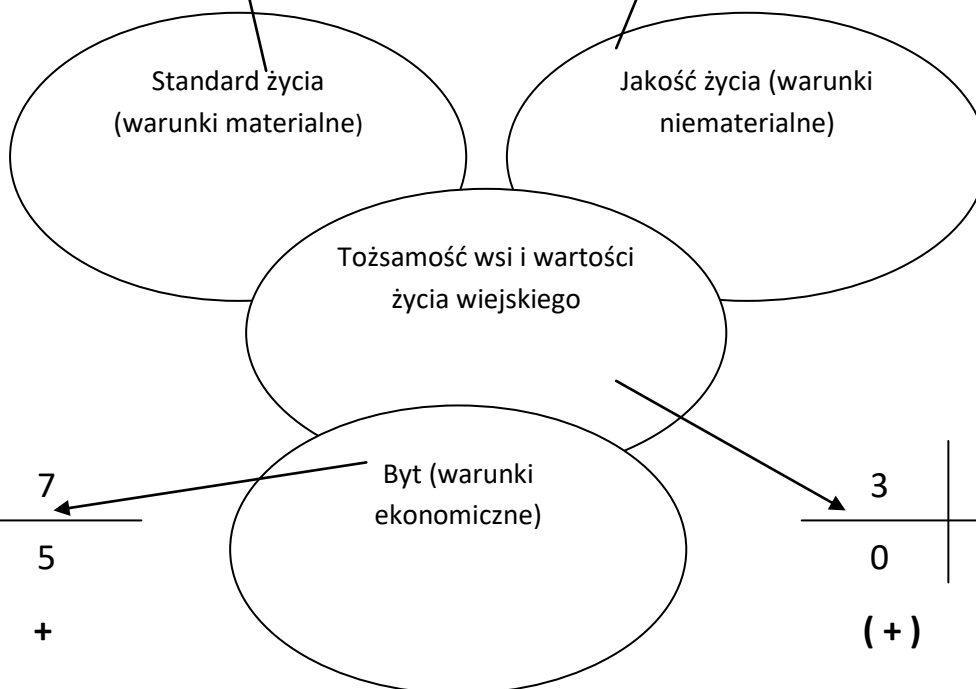 Standard życia
(warunki materialne)
Jakość życia (warunki
niematerialne)
Tożsamość wsi i wartości
życia wiejskiego
Byt (warunki
ekonomiczne)
7
5
+
3
0
( + )